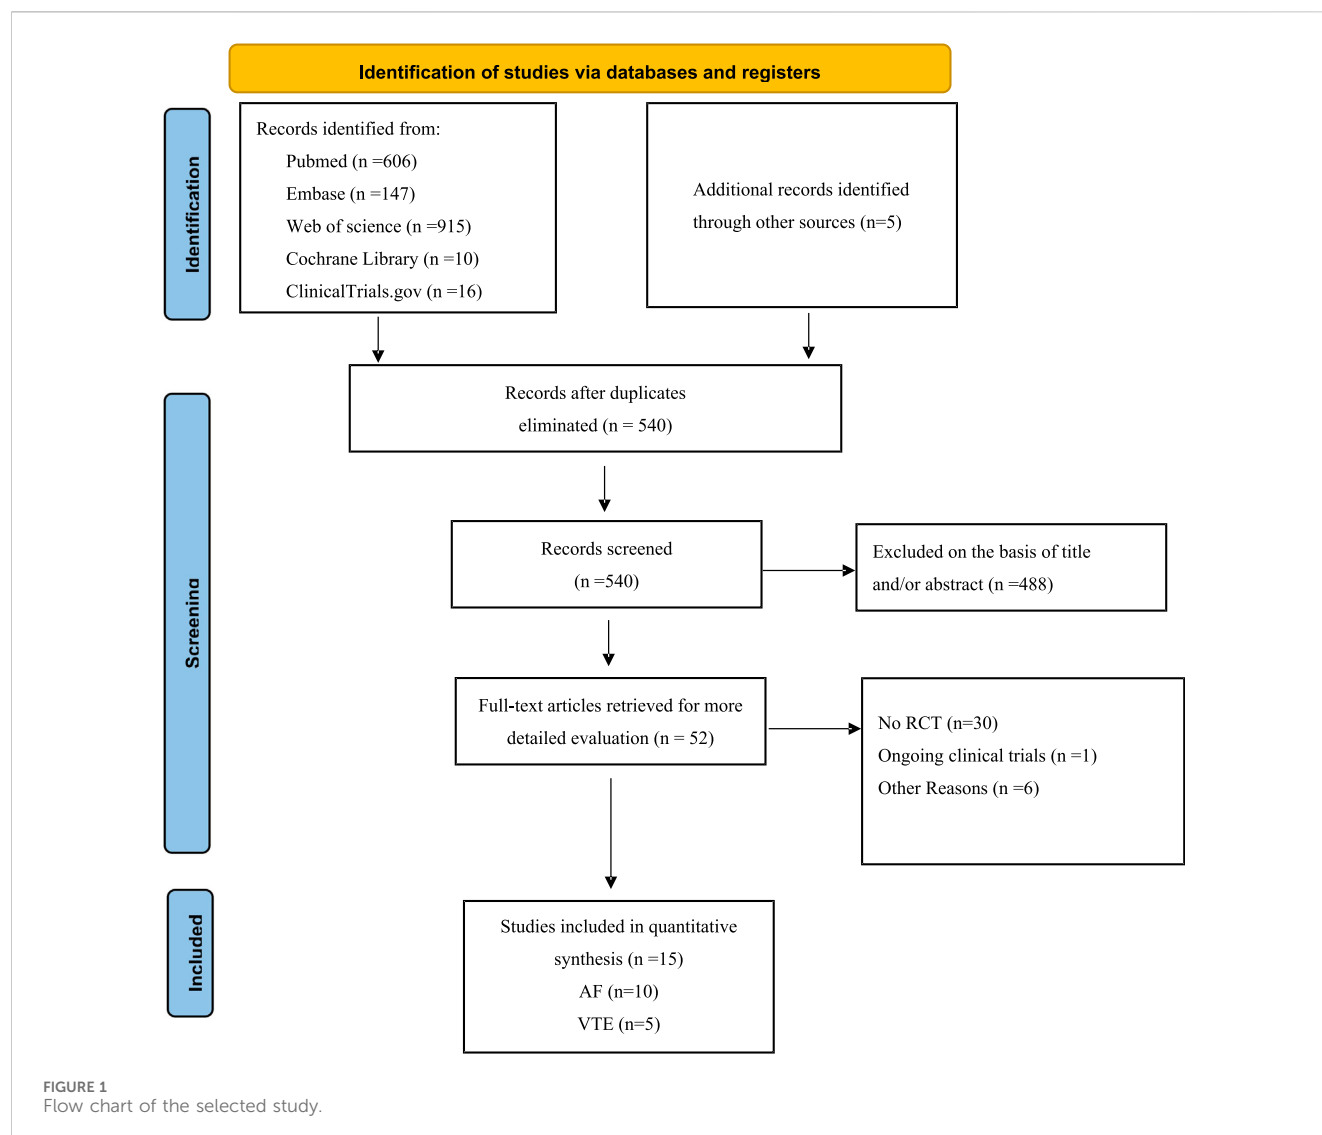 Identification of studies via databases and registers
Identification
Records identified from:
Pubmed (n =606)
Embase (n =147)
Web of science (n =915)
Cochrane Library (n =10)
ClinicalTrials.gov (n =16)
Additional records identified
through other sources (n=5)
Screening
Records after duplicates
eliminated (n = 540)
Records screened
(n =540)
Excluded on the basis of title
and/or abstract (n =488)
Full-text articles retrieved for more
detailed evaluation (n = 52)
No RCT (n=30)
Ongoing clinical trials (n =1)
Other Reasons (n =6)
Included
Studies included in quantitative
synthesis (n =15)
AF (n=10)
VTE (n=5)
FIGURE 1
Flow chart of the selected study.